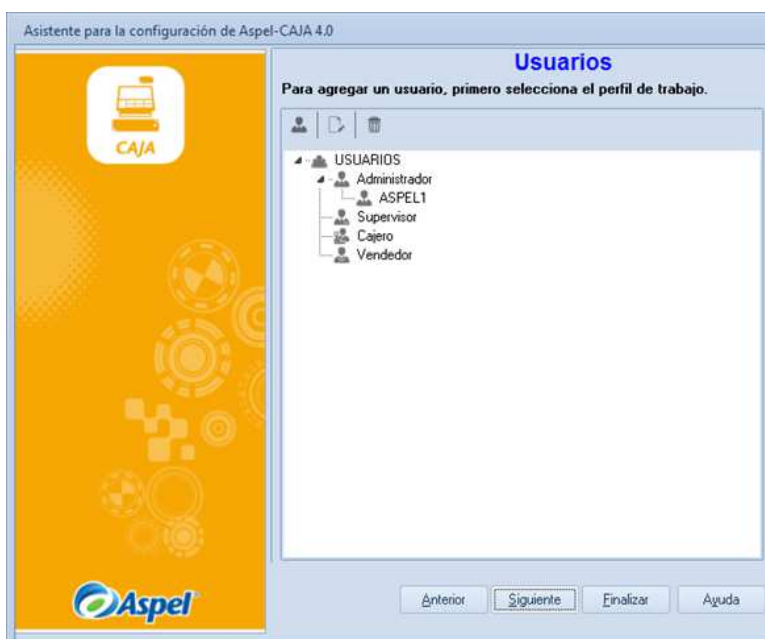 Asistente para la configuración de Aspel-CAJA 4.0
CAJA
Usuarios
Para agregar un usuario, primero selecciona el perfil de trabajo.
USUARIOS
Administrador
ASPEL1
Supervisor
Cajero
Vendedor
Aspel
Anterior Siguiente Finalizar Ayuda